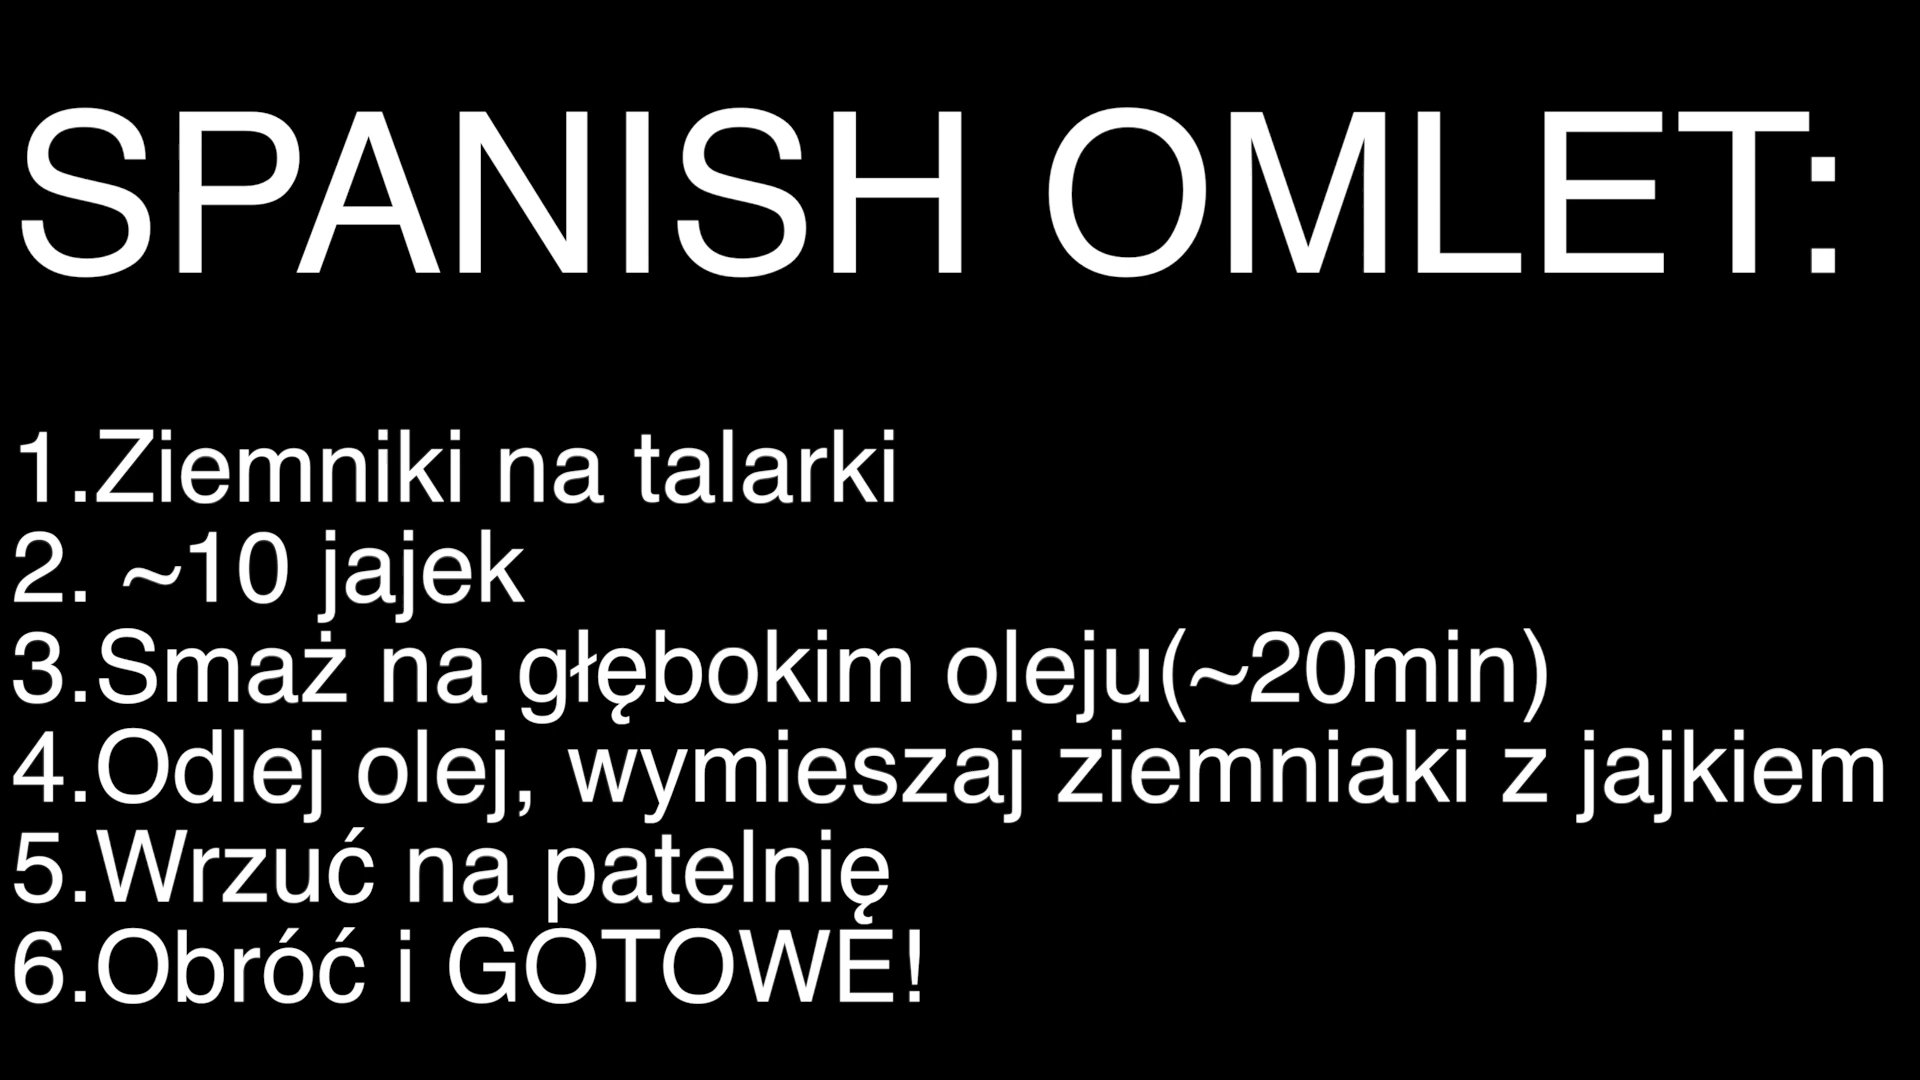 SPANISH OMLET:
1.Ziemniki na talarki
2. ~10 jajek
3.Smaż na głębokim oleju(~20min)
4.Odlej olej, wymieszaj ziemniaki z jajkiem
5.Wrzuć na patelnię
6.Obróć i GOTOWE!